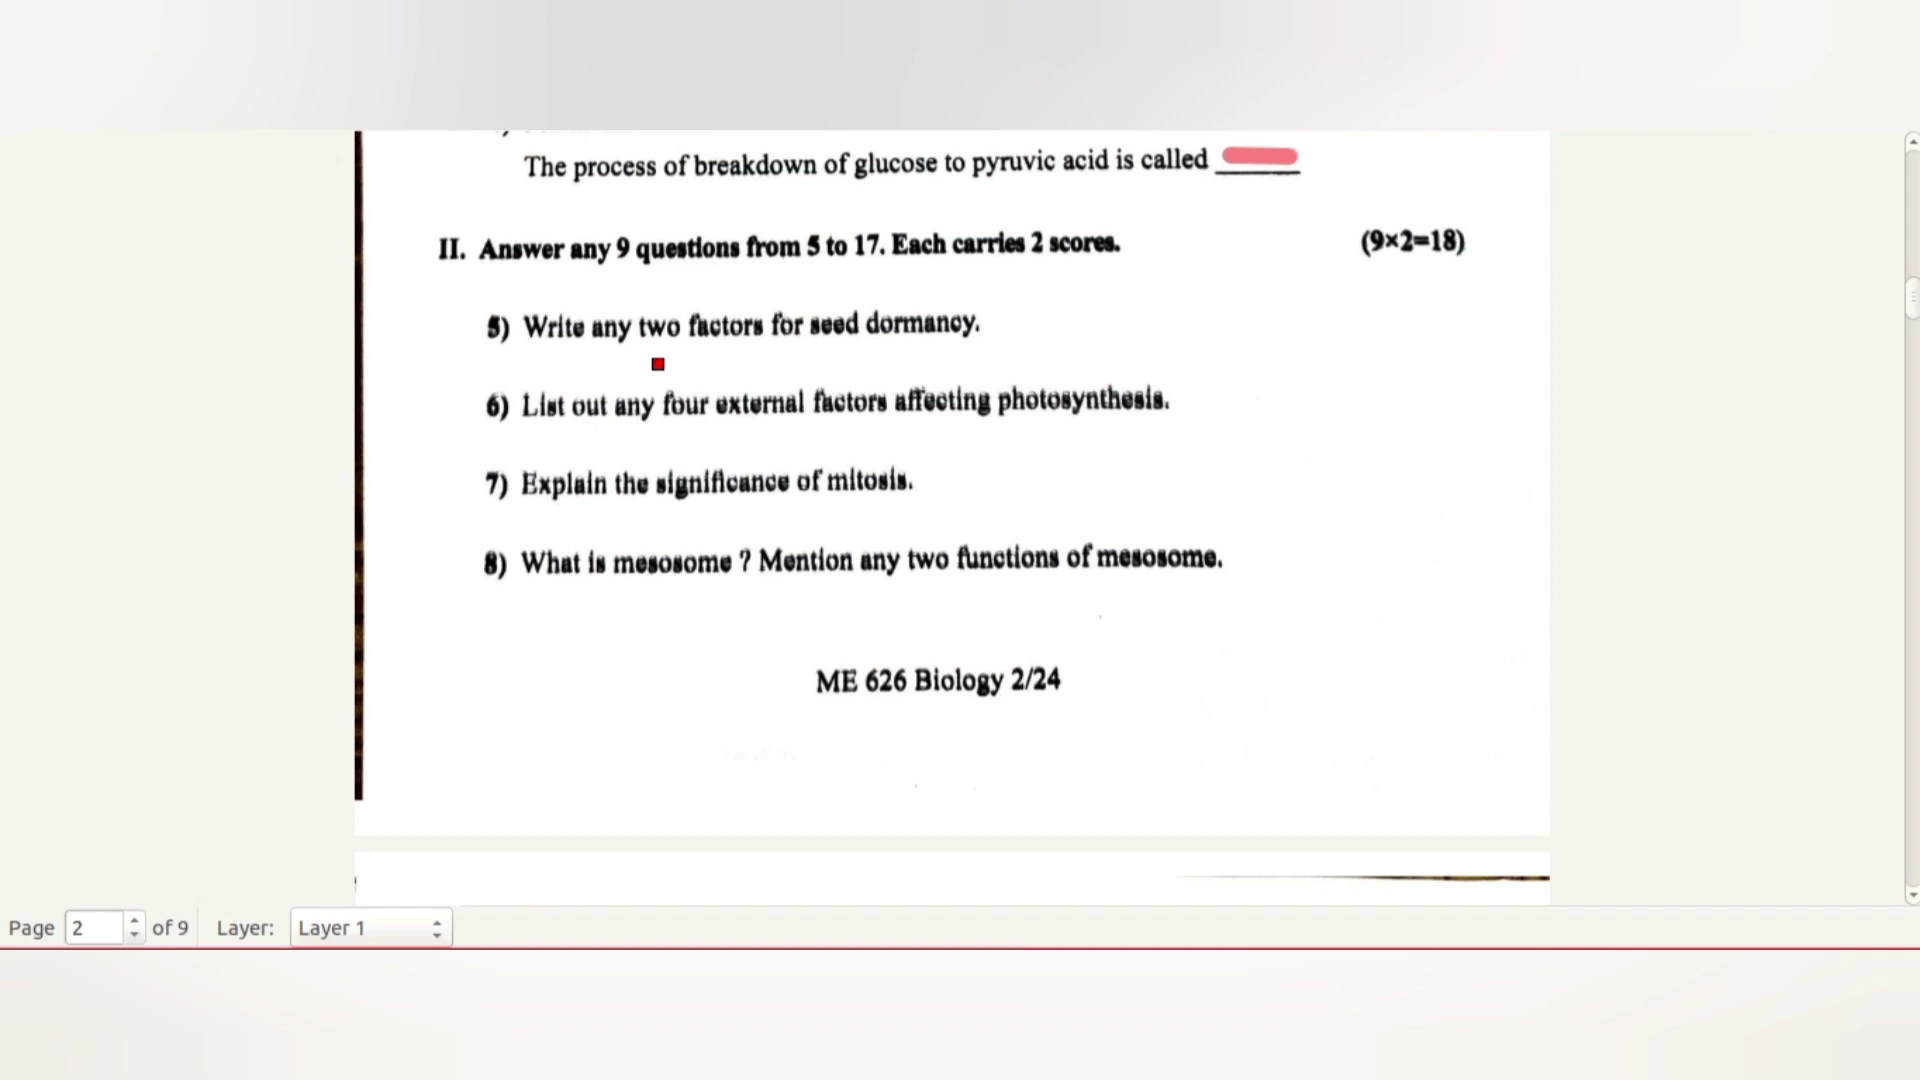 The process of breakdown of glucose to pyruvic acid is called
II. Answer any 9 questions from 5 to 17. Each carries 2 scores. (9×2=18)
5) Write any two factors for seed dormancy.
6) List out any four external factors affecting photosynthesis.
7) Explain the significance of mitosis.
8) What is mesosome ? Mention any two functions of mesosome.
ME 626 Biology 2/24
Page 2 of 9 Layer: Layer 1